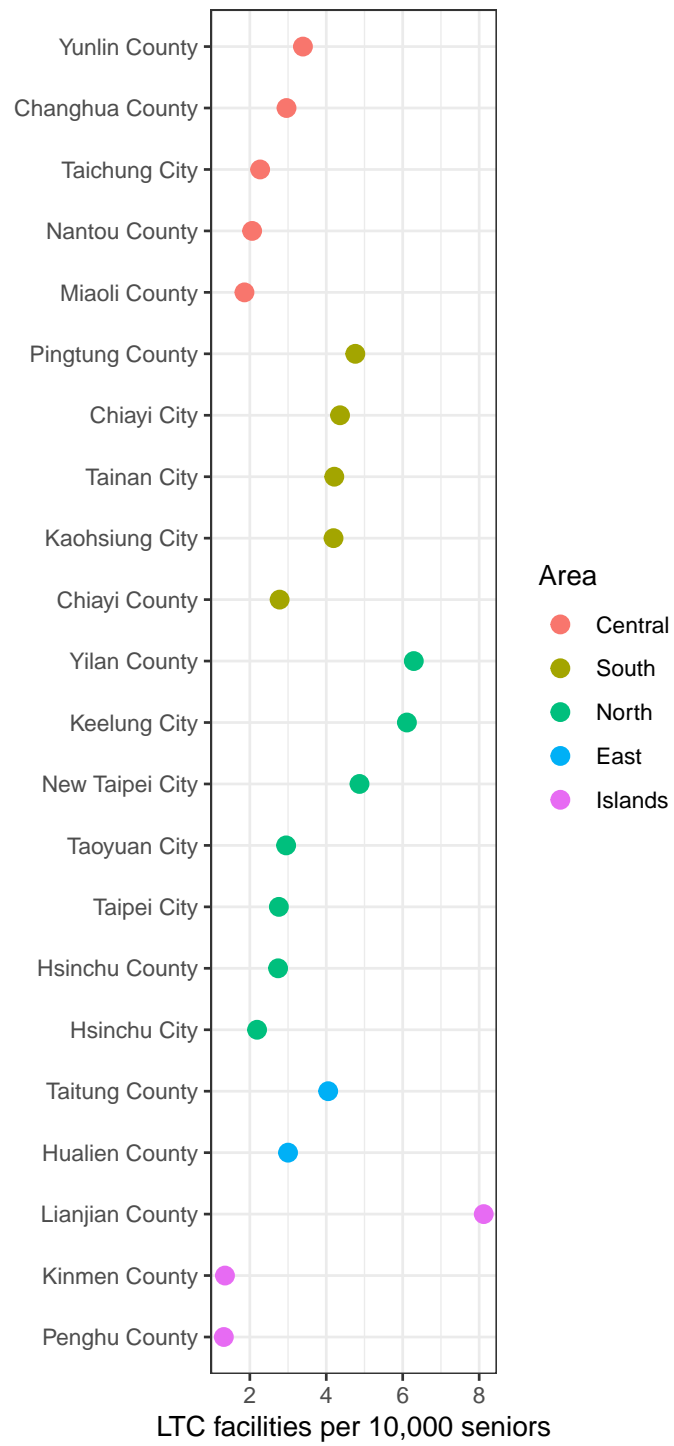 Yunlin County
Changhua County
Taichung City
Nantou County
Miaoli County
Pingtung County
Chiayi City
Tainan City
Kaohsiung City
Chiayi County
Yilan County
Keelung City
New Taipei City
Taoyuan City
Taipei City
Hsinchu County
Hsinchu City
Taitung County
Hualien County
Lianjian County
Kinmen County
Penghu County
2 4 6 8
LTC facilities per 10,000 seniors
Area
Central
South
North
East
Islands